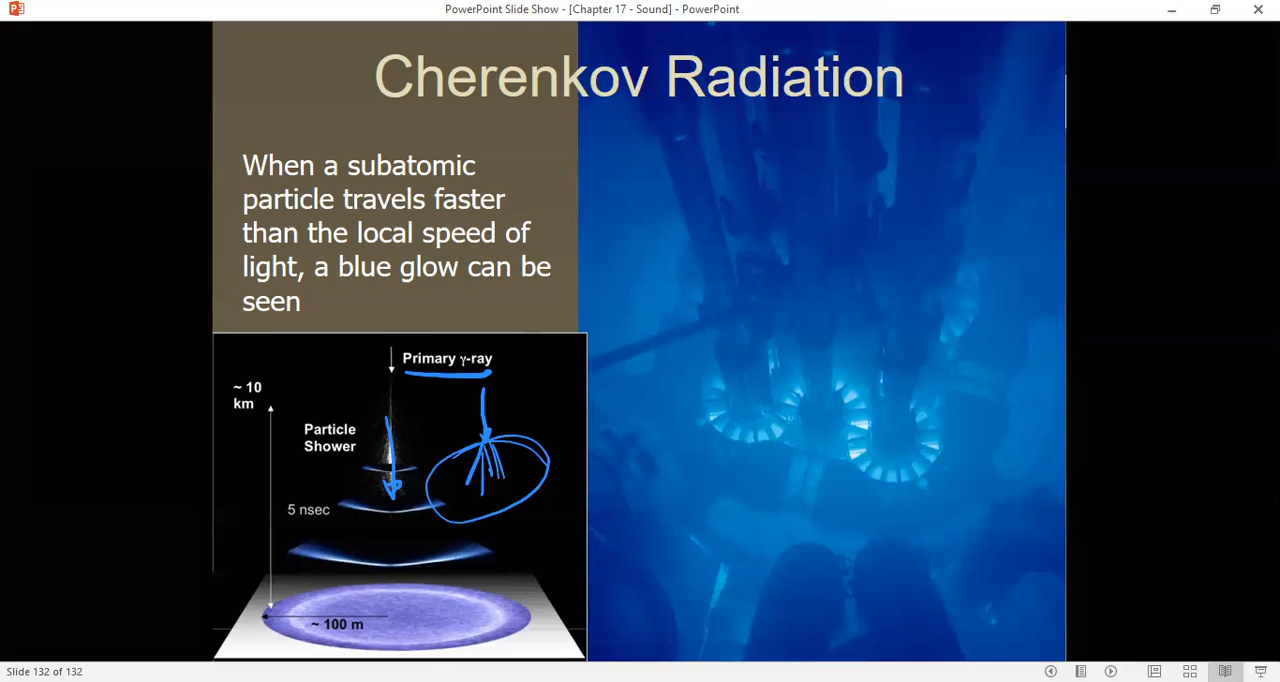 PowerPoint Slide Show - [Chapter 17 - Sound] - PowerPoint
Cherenkov Radiation
When a subatomic
particle travels faster
than the local speed of
light, a blue glow can be
seen
Primary γ-ray
~ 10
km
Particle
Shower
5 nsec
~ 100 m
Slide 132 of 132